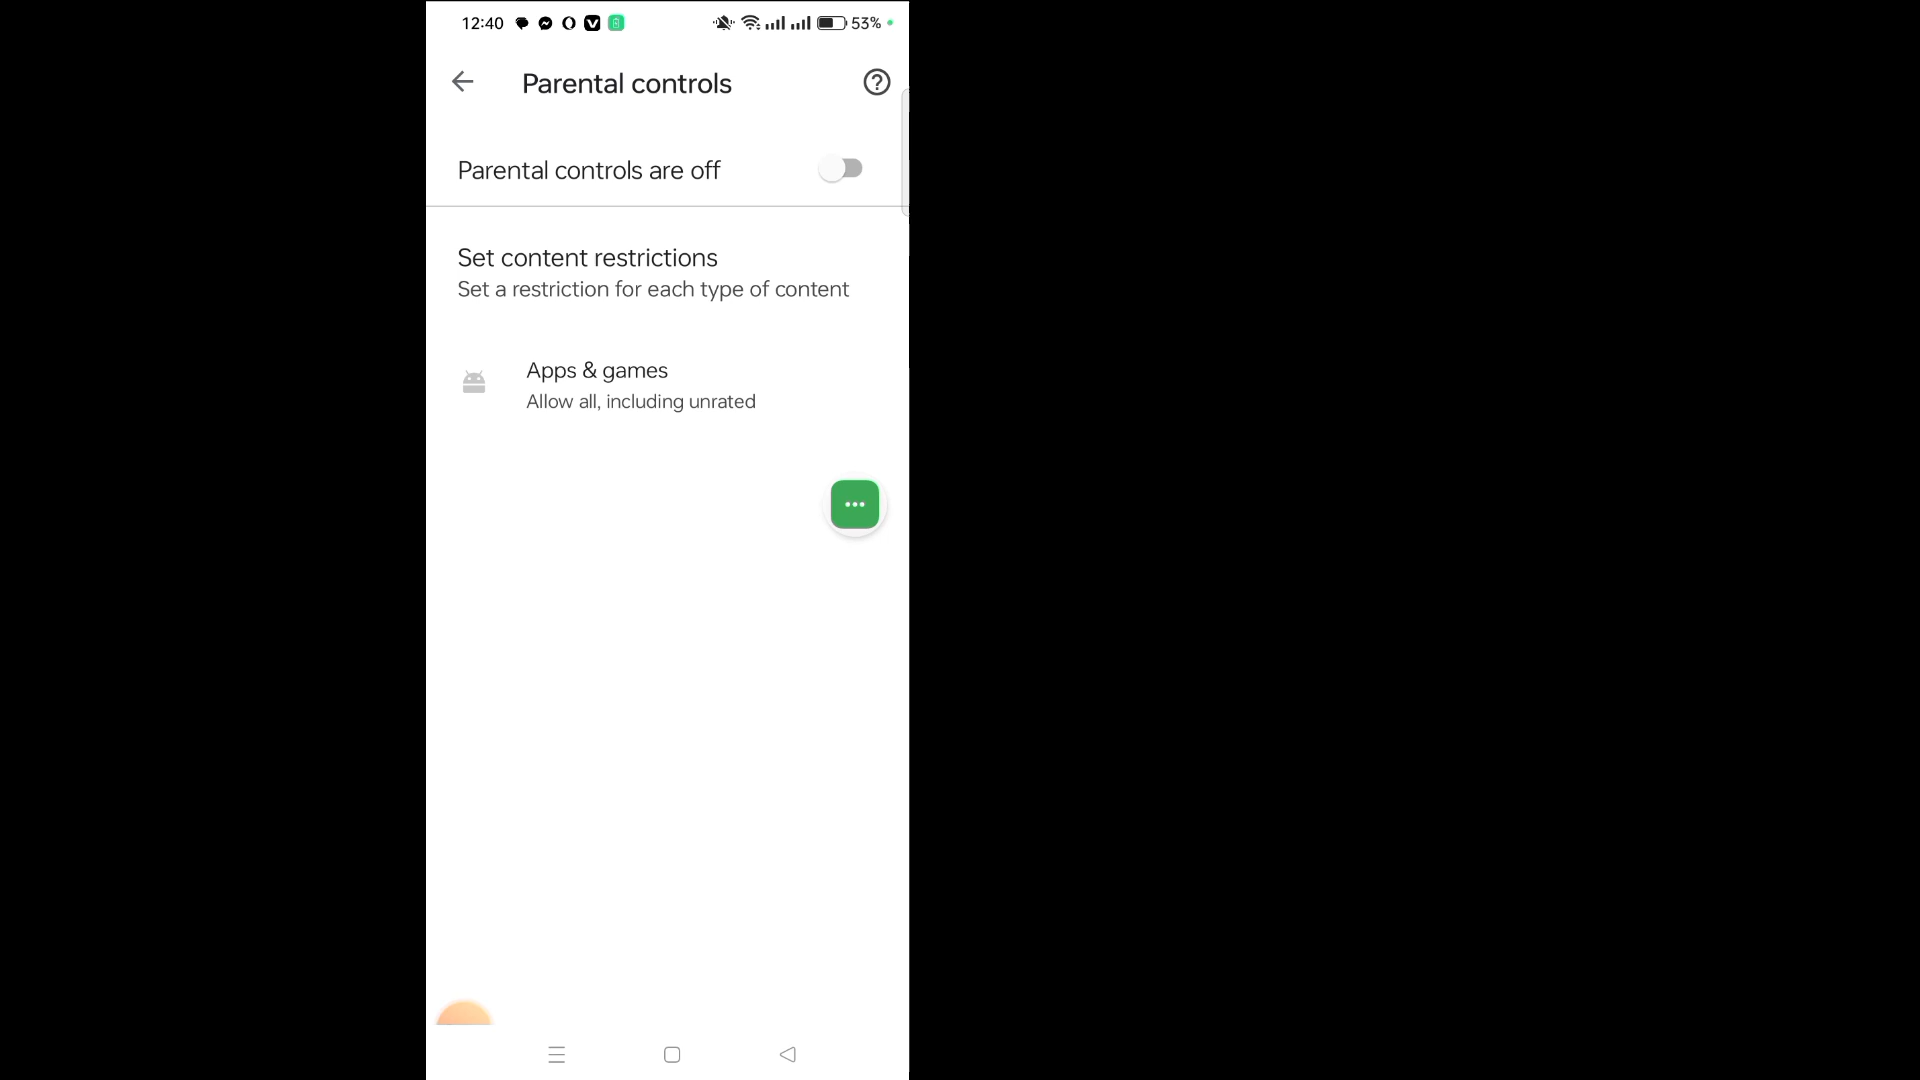 12:40
53%
Parental controls
Parental controls are off
Set content restrictions
Set a restriction for each type of content
Apps & games
Allow all, including unrated